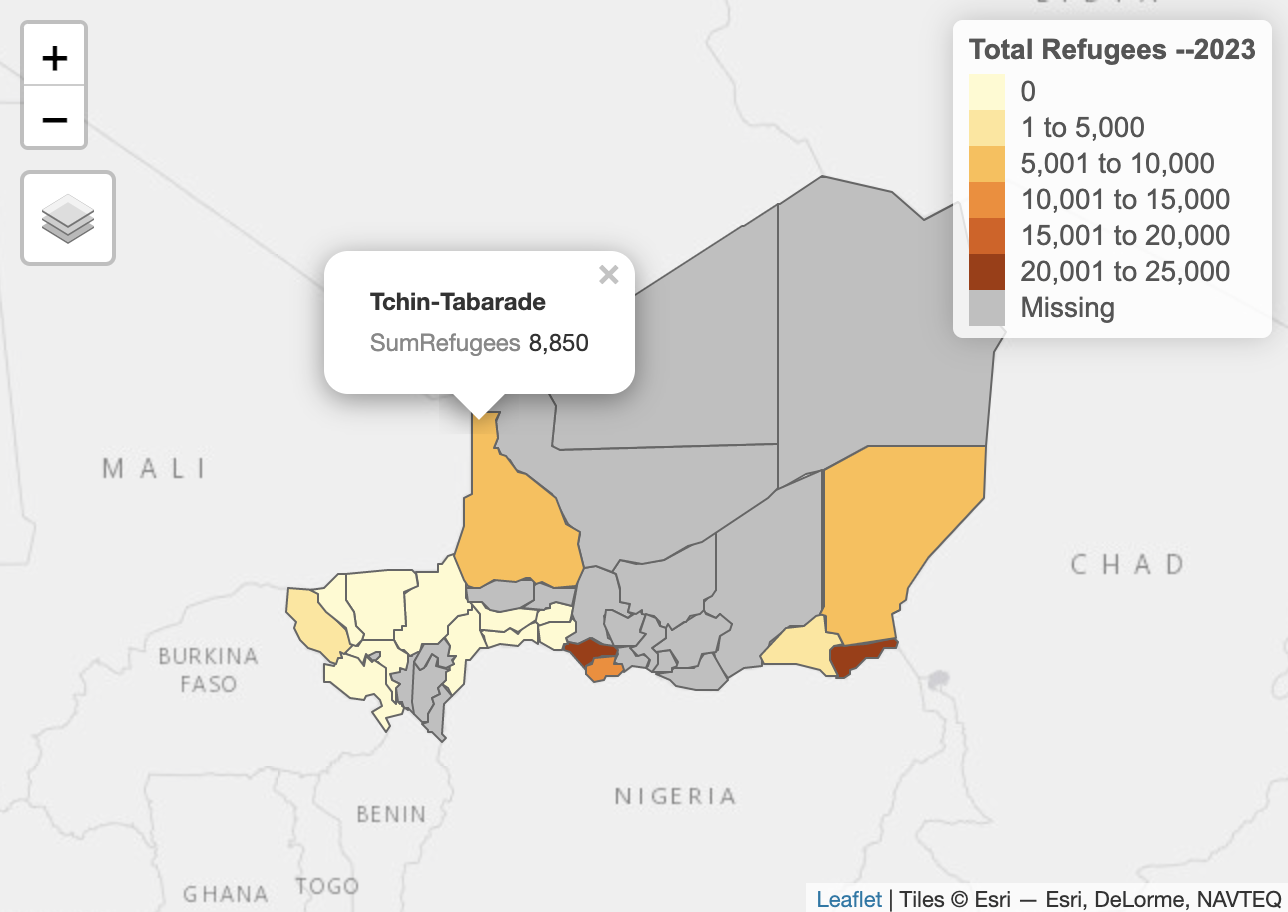 +
−
Total Refugees --2023
0
1 to 5,000
5,001 to 10,000
10,001 to 15,000
15,001 to 20,000
20,001 to 25,000
Missing
×
Tchin-Tabarade
SumRefugees 8,850
MALI
CHAD
BURKINA
FASO
NIGERIA
BENIN
GHANA
TOGO
Leaflet | Tiles © Esri — Esri, DeLorme, NAVTEQ